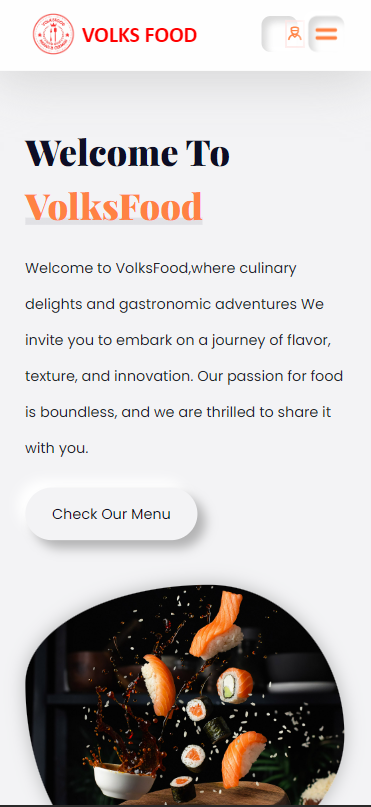 VOLKS FOOD
Welcome To
VolksFood
Welcome to VolksFood,where culinary
delights and gastronomic adventures We
invite you to embark on a journey of flavor,
texture, and innovation. Our passion for food
is boundless, and we are thrilled to share it
with you.
Check Our Menu